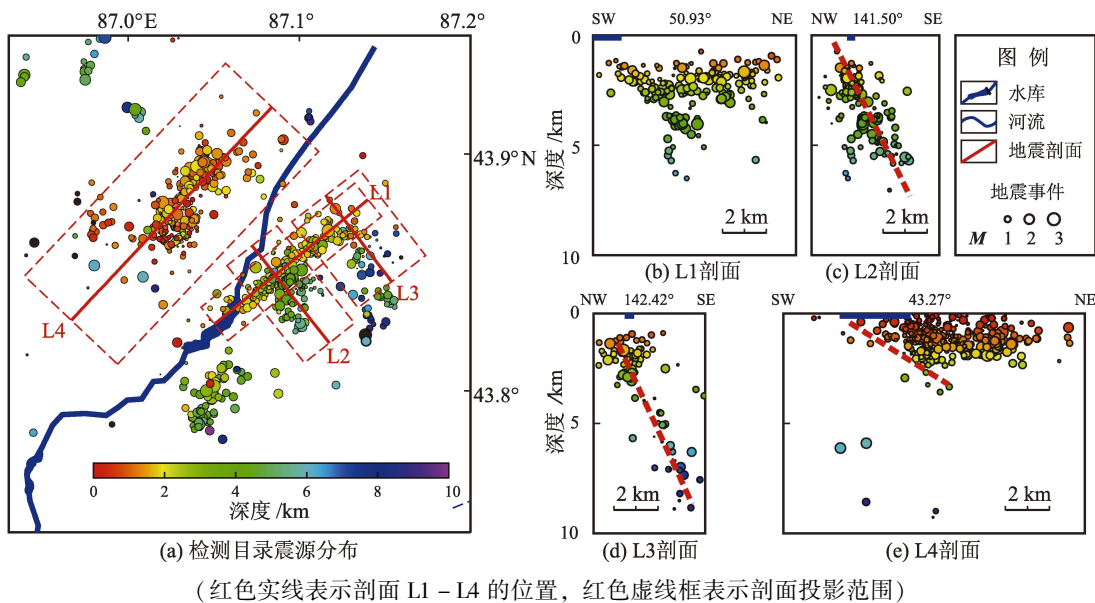 87.0°E
87.1°
87.2°
43.9°N
43.8°
L1
L2
L3
L4
0
2
4
6
8
10
深度 /km
(a) 检测目录震源分布
SW
50.93°
NE
0
5
10
深度 /km
2 km
(b) L1剖面
NW
141.50°
SE
2 km
(c) L2剖面
图 例
水库
河流
地震剖面
地震事件
M
1
2
3
NW
142.42°
SE
0
5
10
深度 /km
2 km
(d) L3剖面
SW
43.27°
NE
2 km
(e) L4剖面
(红色实线表示剖面 L1 – L4 的位置，红色虚线框表示剖面投影范围)